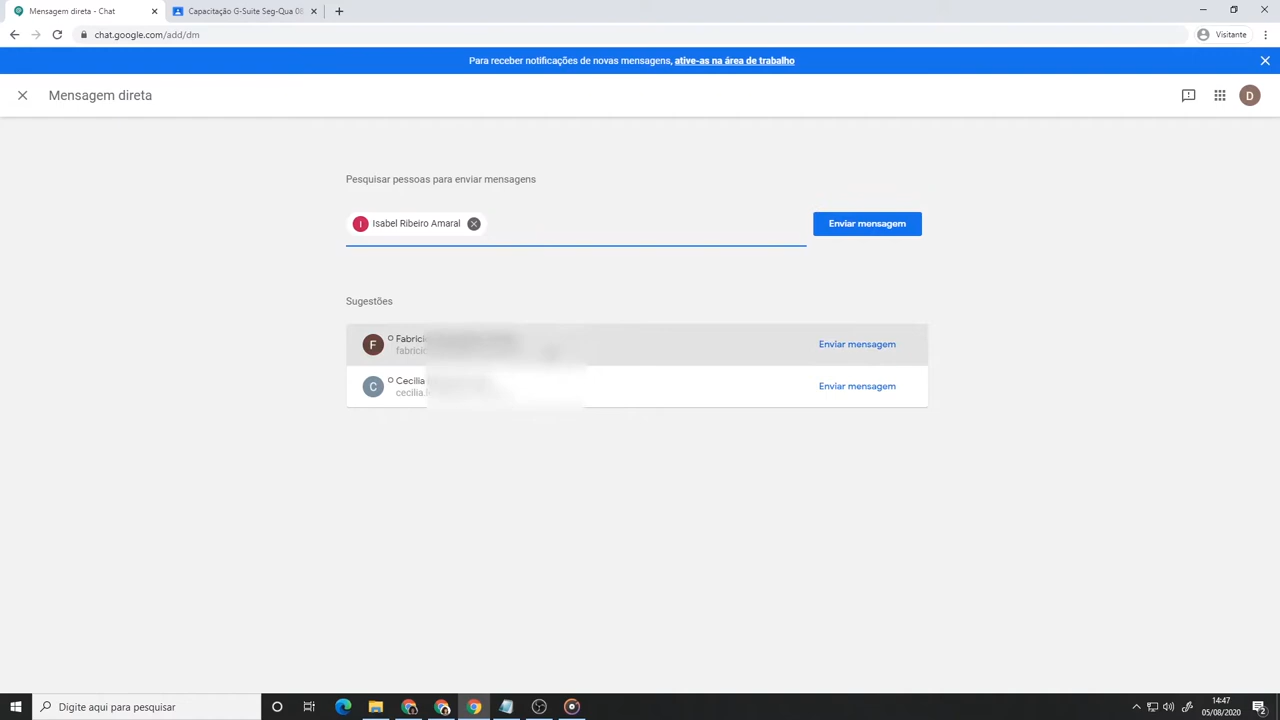 Mensagem direta - Chat
Capacitação G-Suite Seg-Qua 08
chat.google.com/add/dm
Visitante
Para receber notificações de novas mensagens, ative-as na área de trabalho
Mensagem direta
D
Pesquisar pessoas para enviar mensagens
I Isabel Ribeiro Amaral
Enviar mensagem
Sugestões
F
Enviar mensagem
C Cecilia
Enviar mensagem
Digite aqui para pesquisar
14:47
05/08/2020
2